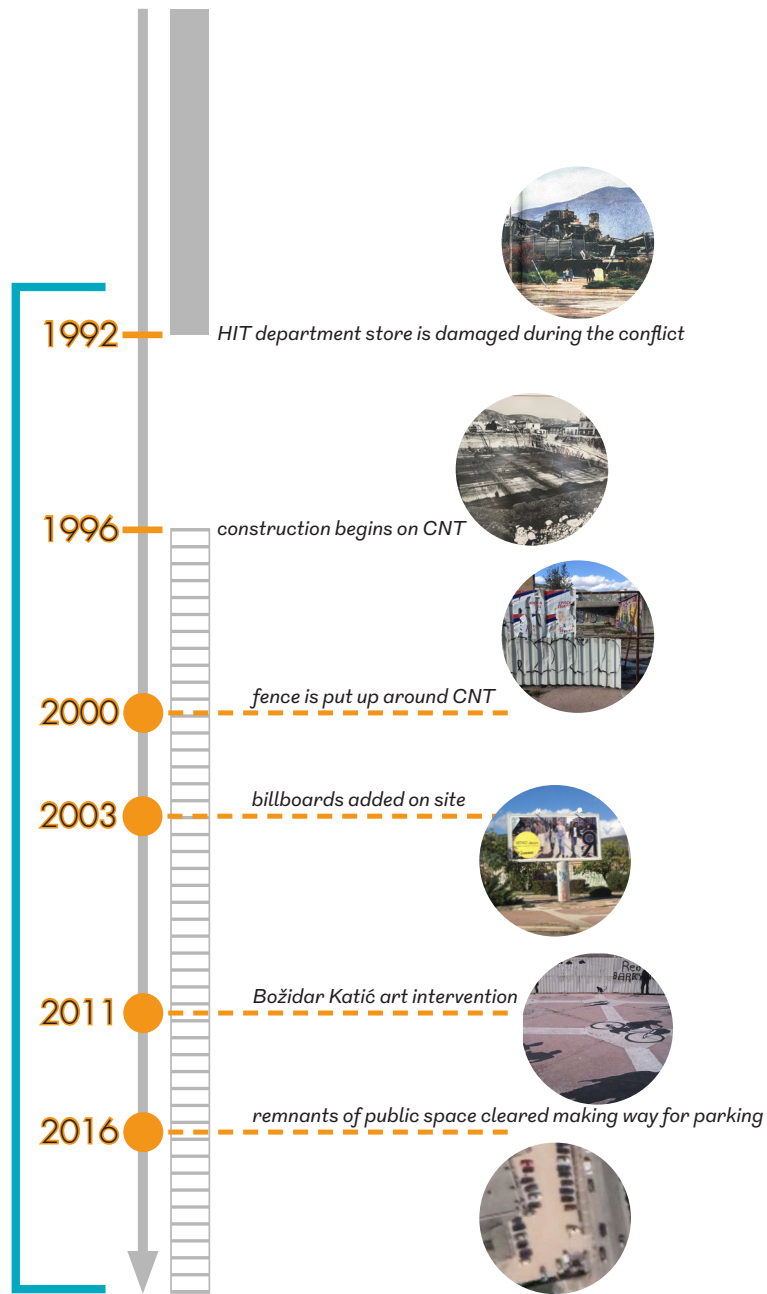 1992 HIT department store is damaged during the conflict
1996 construction begins on CNT
fence is put up around CNT
2000
billboards added on site
2003
Božidar Katić art intervention
2011
remnants of public space cleared making way for parking
2016